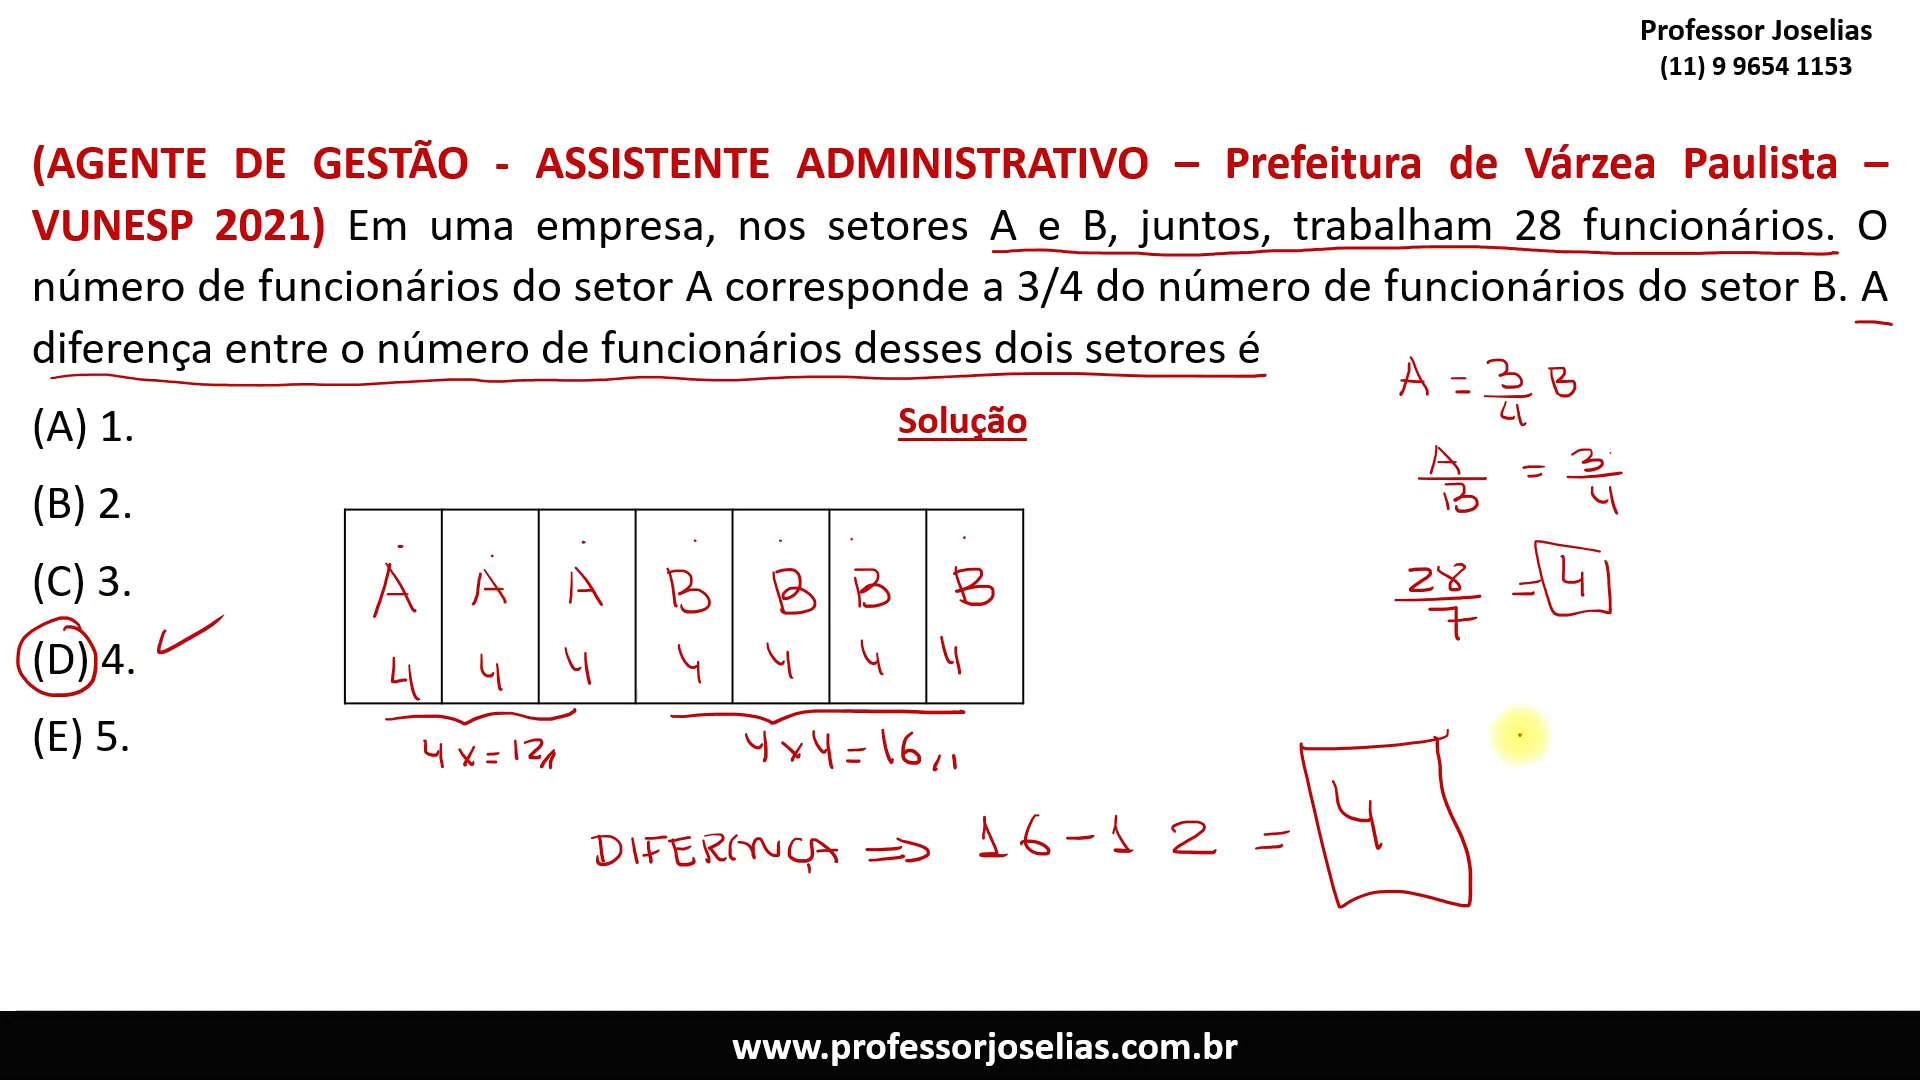 Professor Joselias
(11) 9 9654 1153
(AGENTE DE GESTÃO - ASSISTENTE ADMINISTRATIVO – Prefeitura de Várzea Paulista –
VUNESP 2021) Em uma empresa, nos setores A e B, juntos, trabalham 28 funcionários. O
número de funcionários do setor A corresponde a 3/4 do número de funcionários do setor B. A
diferença entre o número de funcionários desses dois setores é
A = 3/4 B
(A) 1.
Solução
A/B = 3/4
(B) 2.
(C) 3.
A A A B B B B
28/7 = 4
(D) 4.
4 4 4 4 4 4 4
(E) 5.
4 x = 12
4 x 4 = 16
DIFERENÇA ⇒ 16 - 12 = 4
www.professorjoselias.com.br